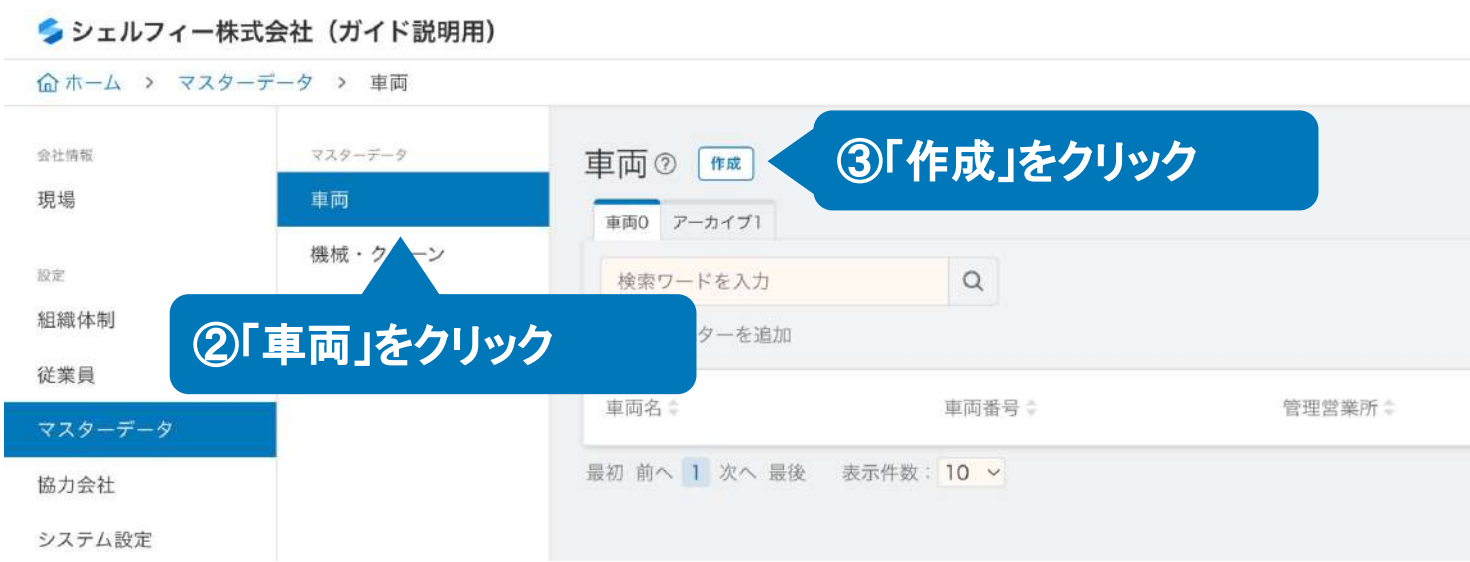 シェルフィー株式会社（ガイド説明用）
ホーム > マスターデータ > 車両
会社情報
現場
設定
組織体制
従業員
マスターデータ
協力会社
システム設定
マスターデータ
車両
機械・ク ーン
②「車両」をクリック
車両 作成
③「作成」をクリック
車両0 アーカイブ1
検索ワードを入力
ターを追加
車両名 車両番号 管理営業所
最初 前へ 1 次へ 最後 表示件数： 10